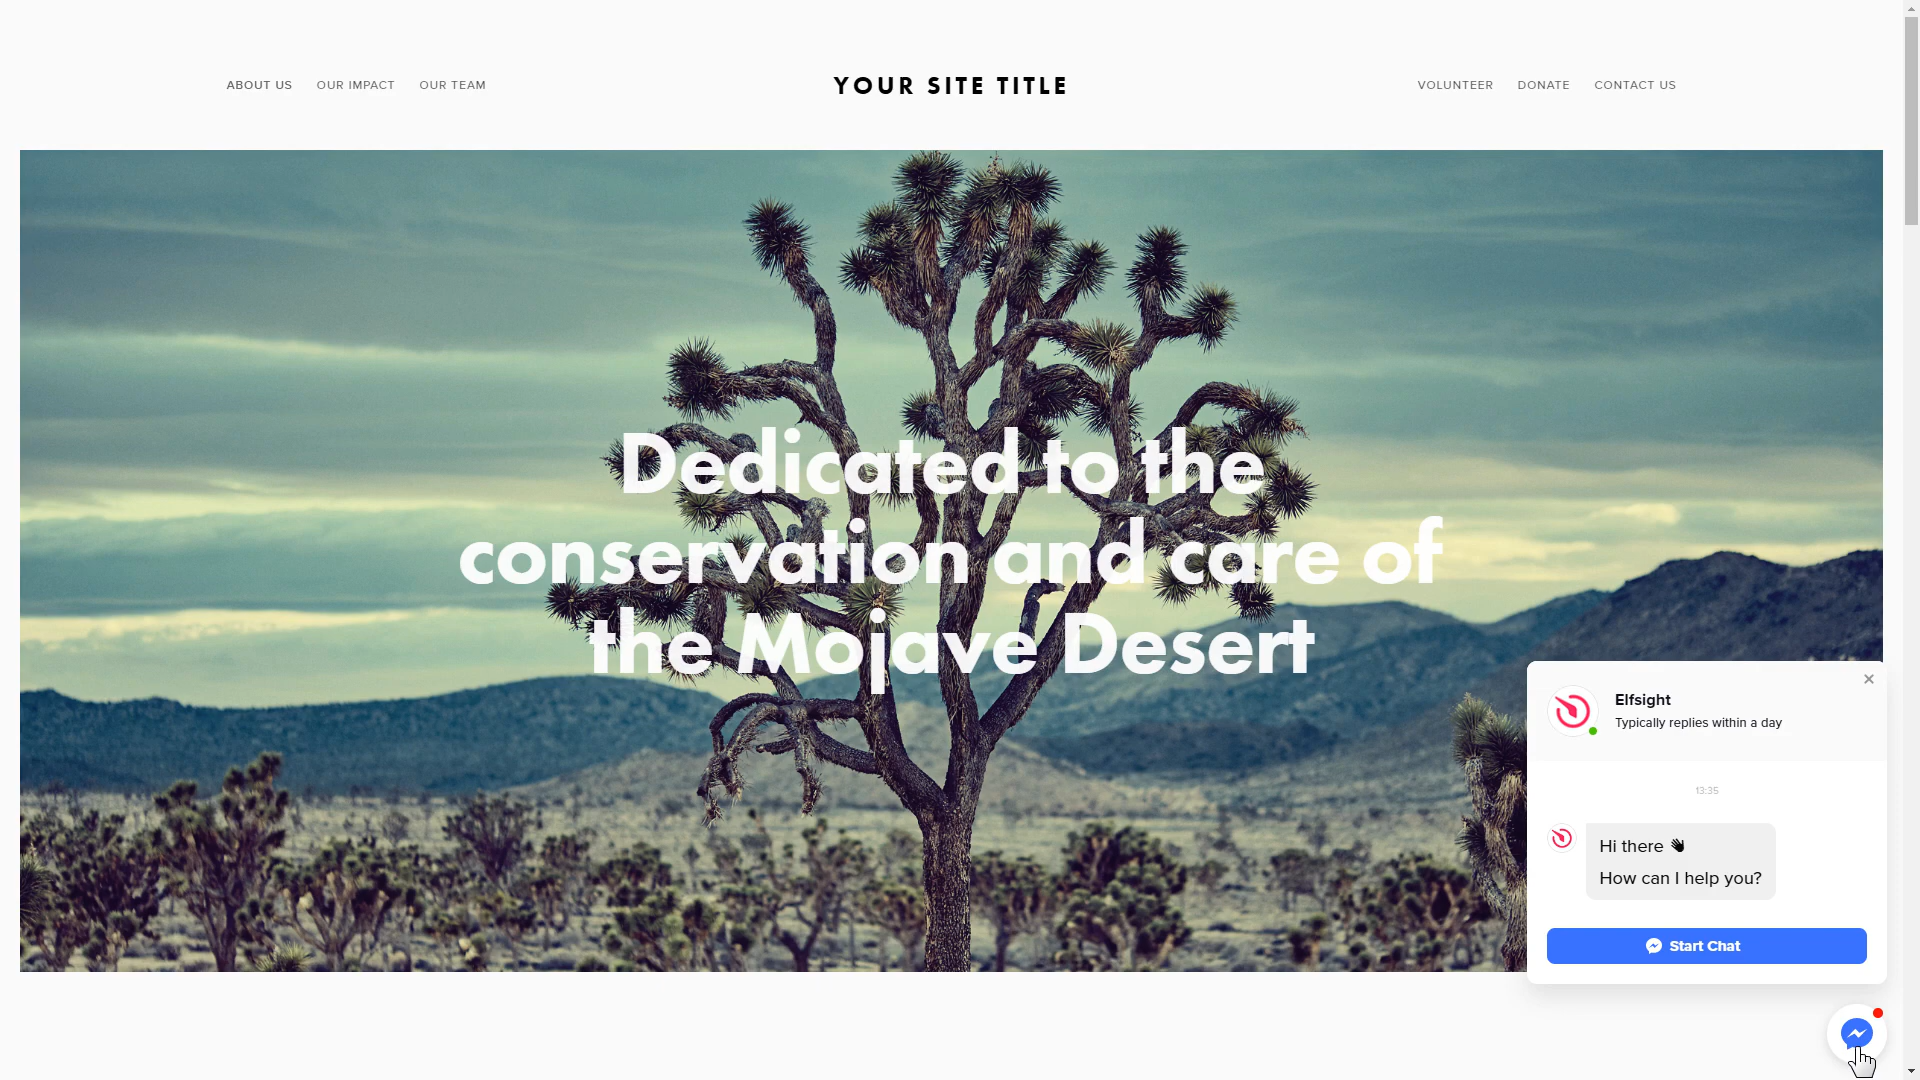 ABOUT US OUR IMPACT OUR TEAM YOUR SITE TITLE VOLUNTEER DONATE CONTACT US
Dedicated to the
conservation and care of
the Mojave Desert
Elfsight
Typically replies within a day
13:35
Hi there 👋
How can I help you?
Start Chat